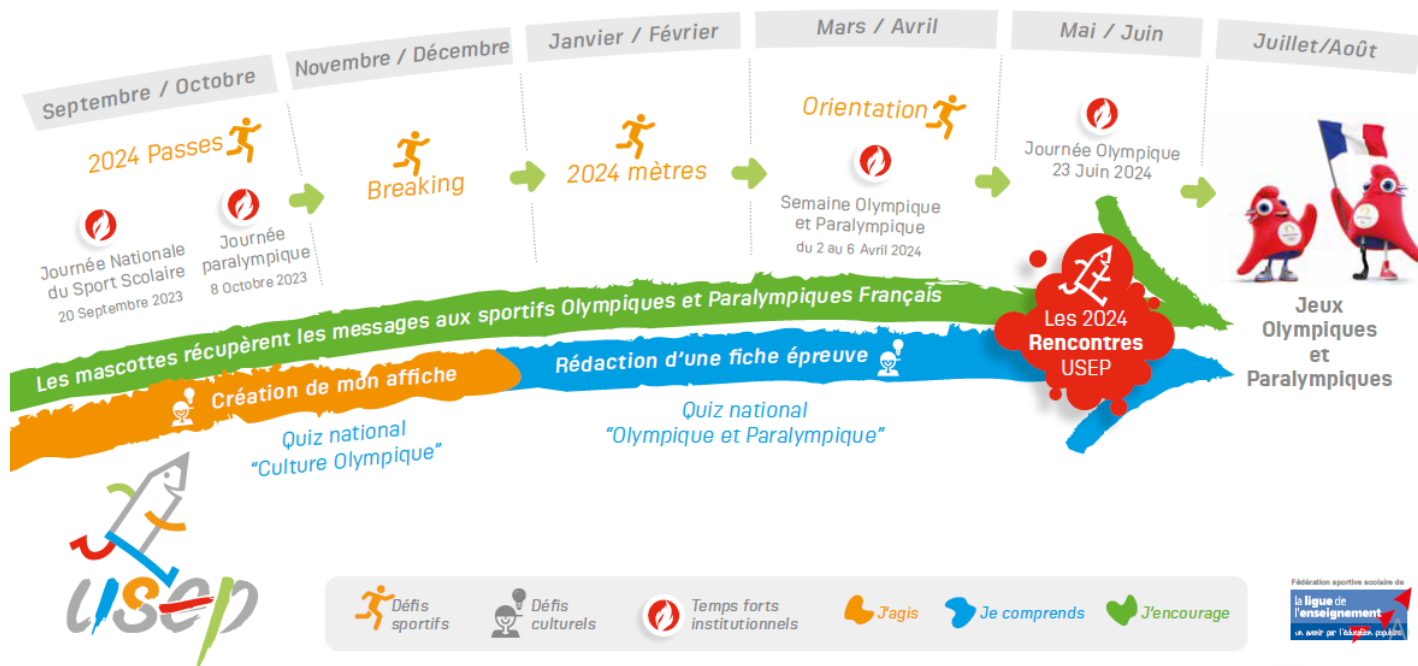 Septembre / Octobre
Novembre / Décembre
Janvier / Février
Mars / Avril
Mai / Juin
Juillet/Août
2024 Passes
Journée Nationale
du Sport Scolaire
20 Septembre 2023
Journée
paralympique
8 Octobre 2023
Breaking
2024 mètres
Orientation
Semaine Olympique
et Paralympique
du 2 au 6 Avril 2024
Journée Olympique
23 Juin 2024
Les mascottes récupèrent les messages aux sportifs Olympiques et Paralympiques Français
Création de mon affiche
Rédaction d'une fiche épreuve
Les 2024
Rencontres
USEP
Jeux
Olympiques
et
Paralympiques
Quiz national
"Culture Olympique"
Quiz national
"Olympique et Paralympique"
usep
Défis
sportifs
Défis
culturels
Temps forts
institutionnels
J'agis
Je comprends
J'encourage
Fédération sportive scolaire de
la ligue de
l'enseignement
un avenir par l'éducation populaire